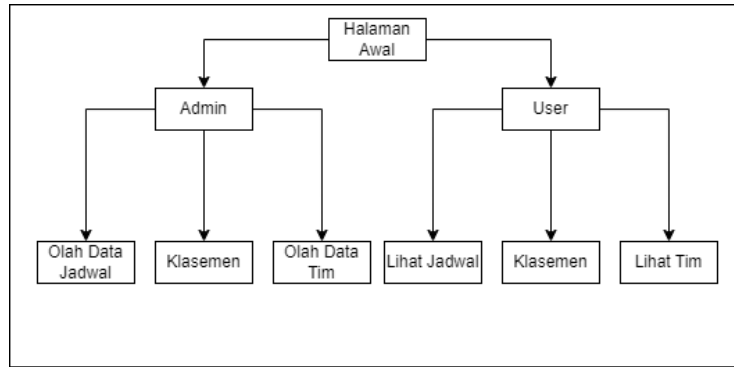 Halaman
Awal
Admin
User
Olah Data
Jadwal
Klasemen
Olah Data
Tim
Lihat Jadwal
Klasemen
Lihat Tim